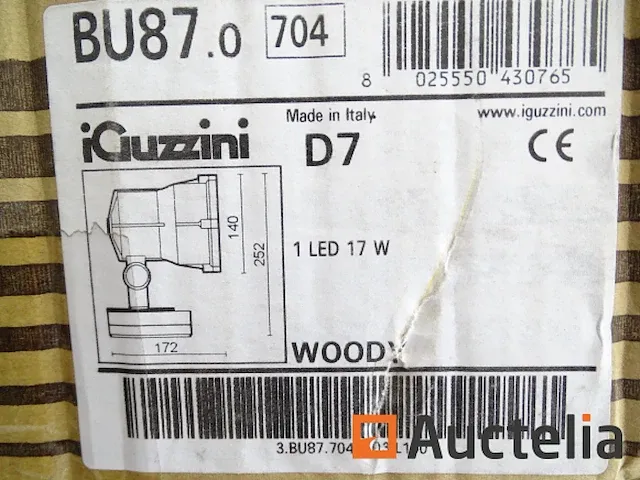 BU87.0 704
8 025550 430765
Made in Italy
www.iguzzini.com
iGuzzini
D7
CE
140
252
1 LED 17 W
172
WOODY
3.BU87.704
Auctelia